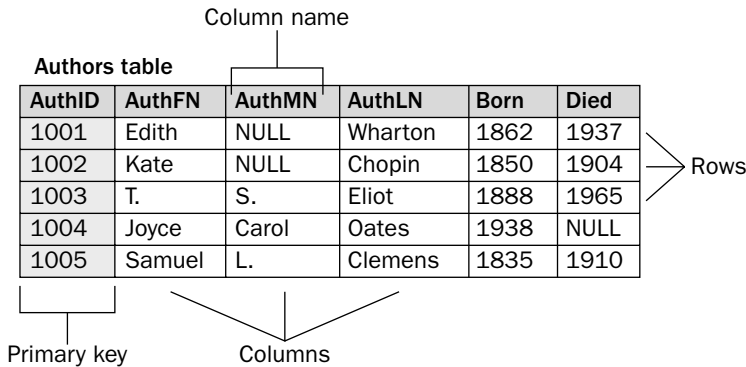 Column name
Authors table
AuthID AuthFN AuthMN AuthLN Born Died
1001 Edith NULL Wharton 1862 1937
1002 Kate NULL Chopin 1850 1904
1003 T. S. Eliot 1888 1965
1004 Joyce Carol Oates 1938 NULL
1005 Samuel L. Clemens 1835 1910
Rows
Primary key
Columns